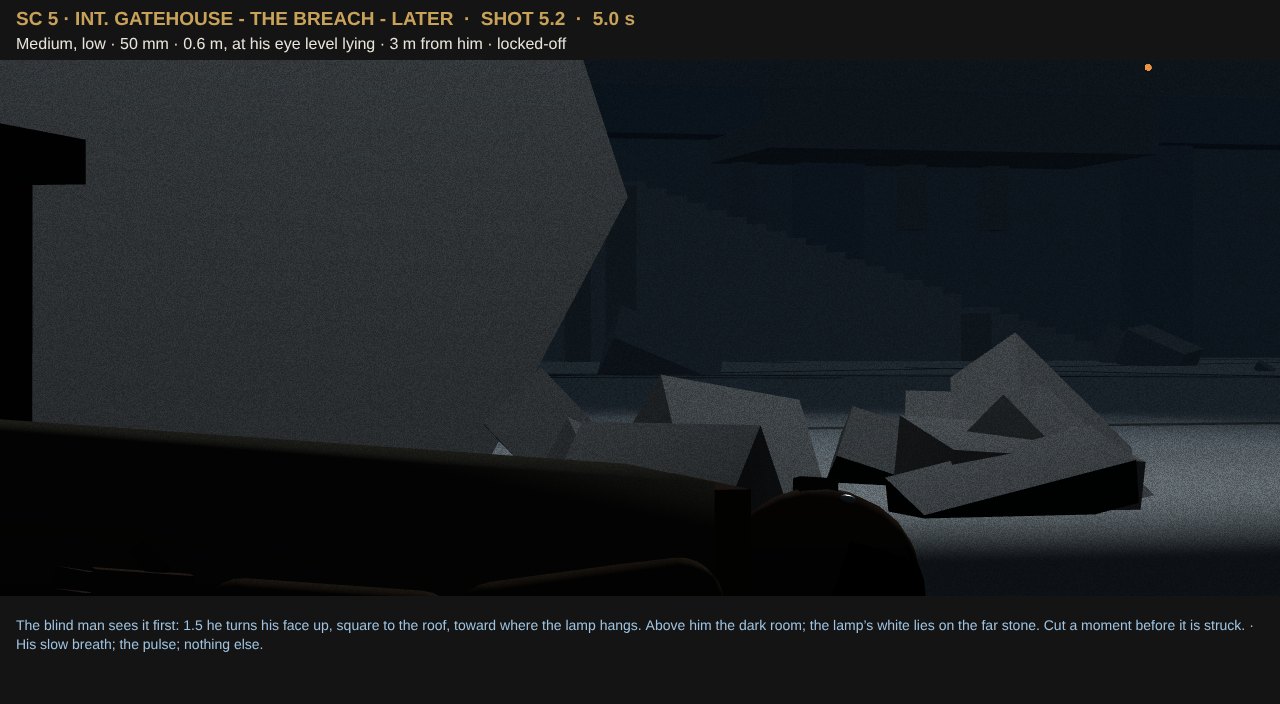 SC 5 · INT. GATEHOUSE - THE BREACH - LATER · SHOT 5.2 · 5.0 s
Medium, low · 50 mm · 0.6 m, at his eye level lying · 3 m from him · locked-off
The blind man sees it first: 1.5 he turns his face up, square to the roof, toward where the lamp hangs. Above him the dark room; the lamp’s white lies on the far stone. Cut a moment before it is struck. ·
His slow breath; the pulse; nothing else.